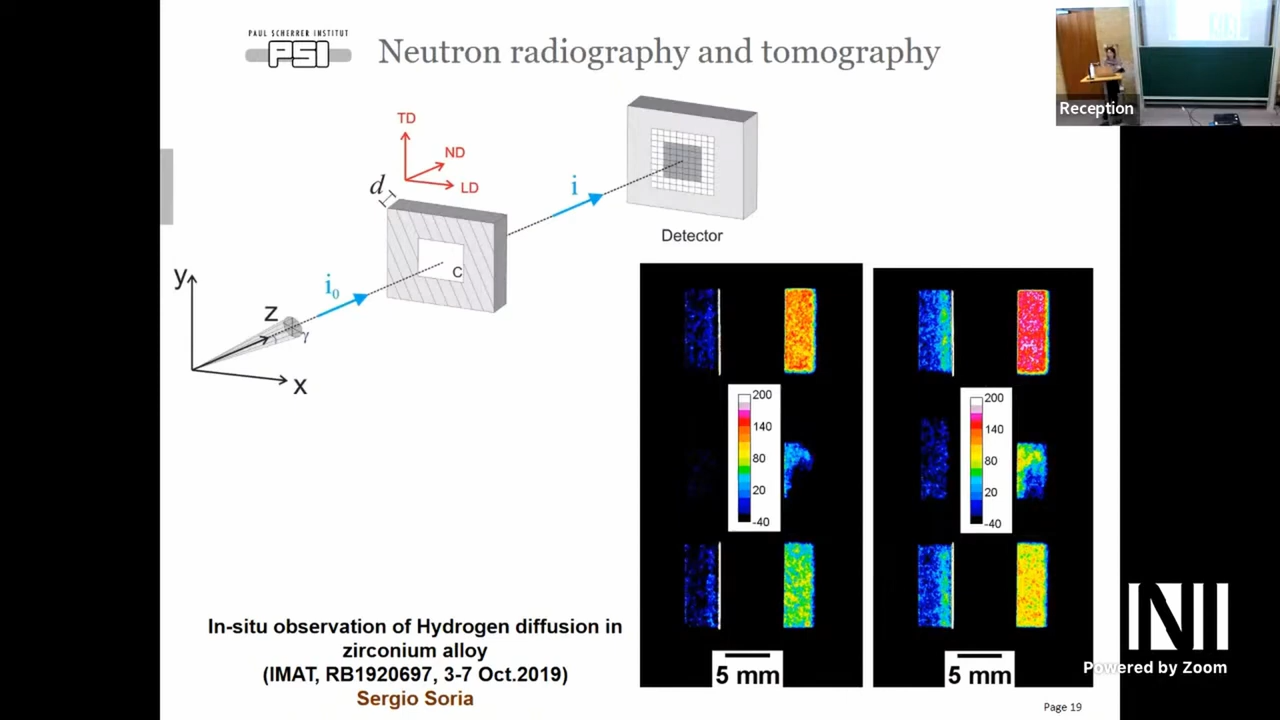 PAUL SCHERRER INSTITUT
PSI
Neutron radiography and tomography
Reception
TD
ND
LD
d
i
Detector
C
i0
y
z
γ
x
200
140
80
20
-40
5 mm
200
140
80
20
-40
5 mm
In-situ observation of Hydrogen diffusion in
zirconium alloy
(IMAT, RB1920697, 3-7 Oct.2019)
Sergio Soria
NI
Powered by Zoom
Page 19